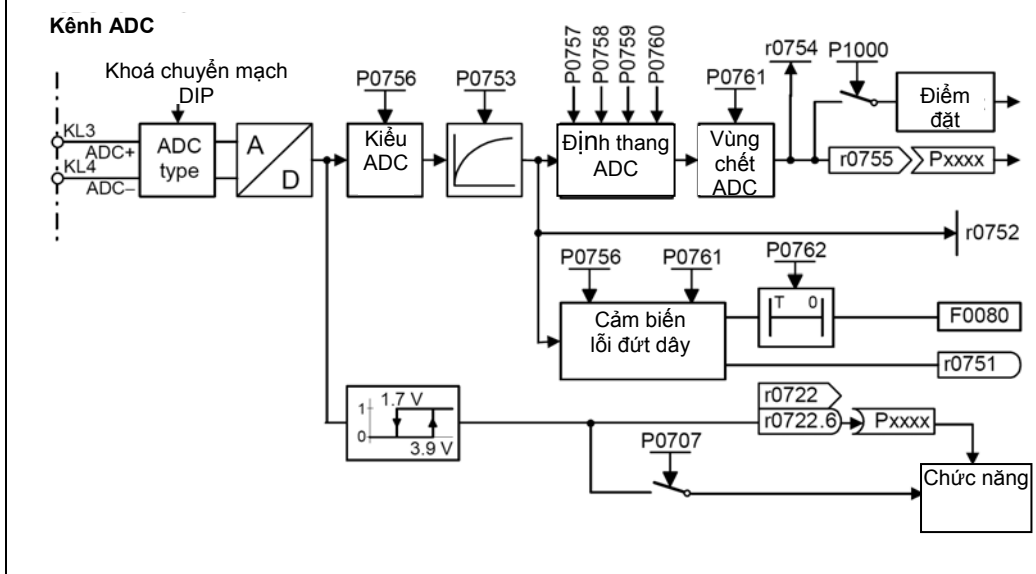 Kênh ADC
Khoá chuyển mạch
DIP
KL3
ADC+
KL4
ADC–
ADC
type
A
D
P0756
Kiểu
ADC
P0753
P0757
P0758
P0759
P0760
Định thang
ADC
P0761
Vùng
chết
ADC
r0754
P1000
Điểm
đặt
r0755
Pxxxx
r0752
P0756
P0761
Cảm biến
lỗi đứt dây
P0762
T 0
F0080
r0751
1.7 V
1
0
3.9 V
r0722
r0722.6
Pxxxx
P0707
Chức năng